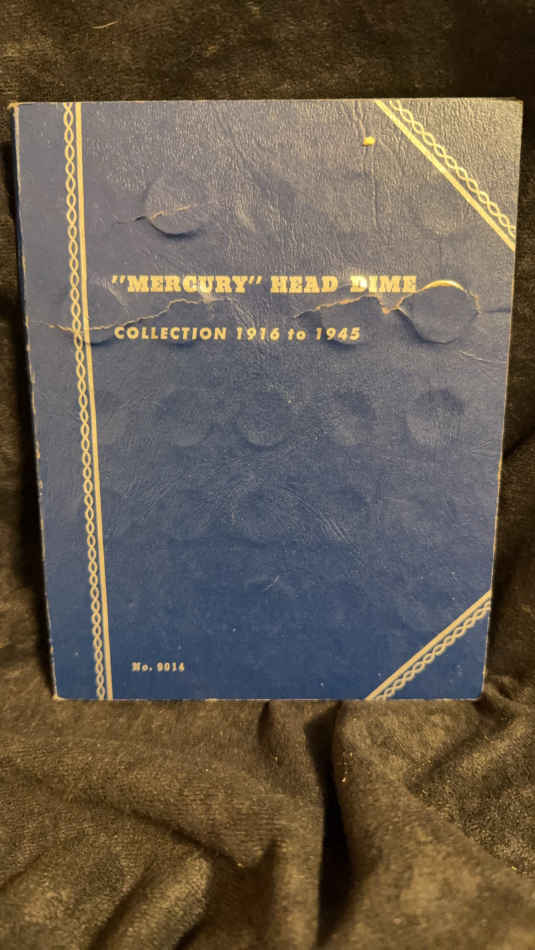 "MERCURY" HEAD DIME
COLLECTION 1916 to 1945
No. 9014